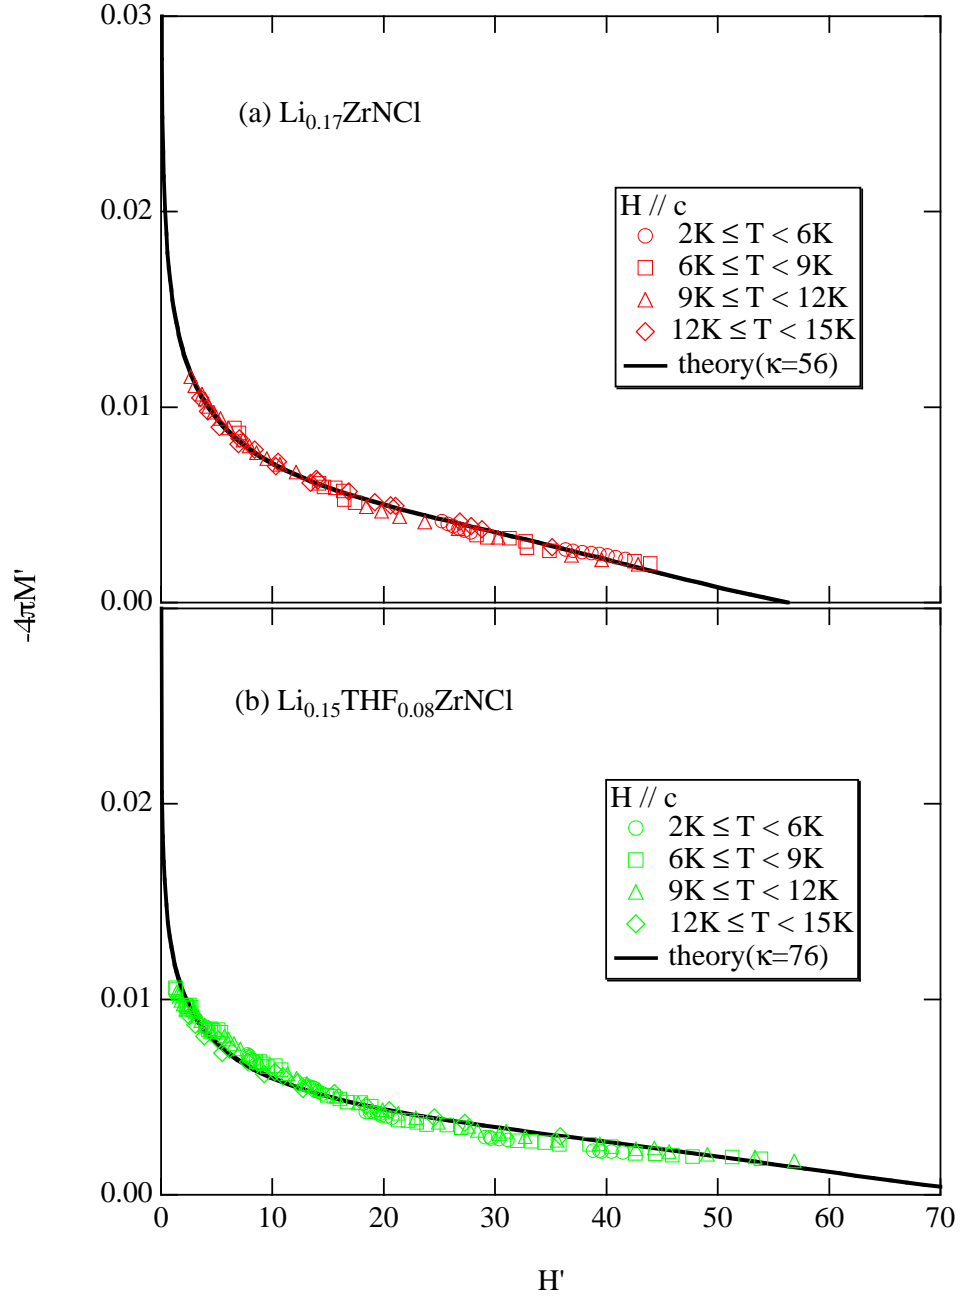 0.03
(a) Li0.17ZrNCl
0.02
H // c
2K ≤ T < 6K
6K ≤ T < 9K
9K ≤ T < 12K
12K ≤ T < 15K
theory(κ=56)
0.01
0.00
-4πM'
(b) Li0.15THF0.08ZrNCl
0.02
H // c
2K ≤ T < 6K
6K ≤ T < 9K
9K ≤ T < 12K
12K ≤ T < 15K
theory(κ=76)
0.01
0.00
0 10 20 30 40 50 60 70
H'